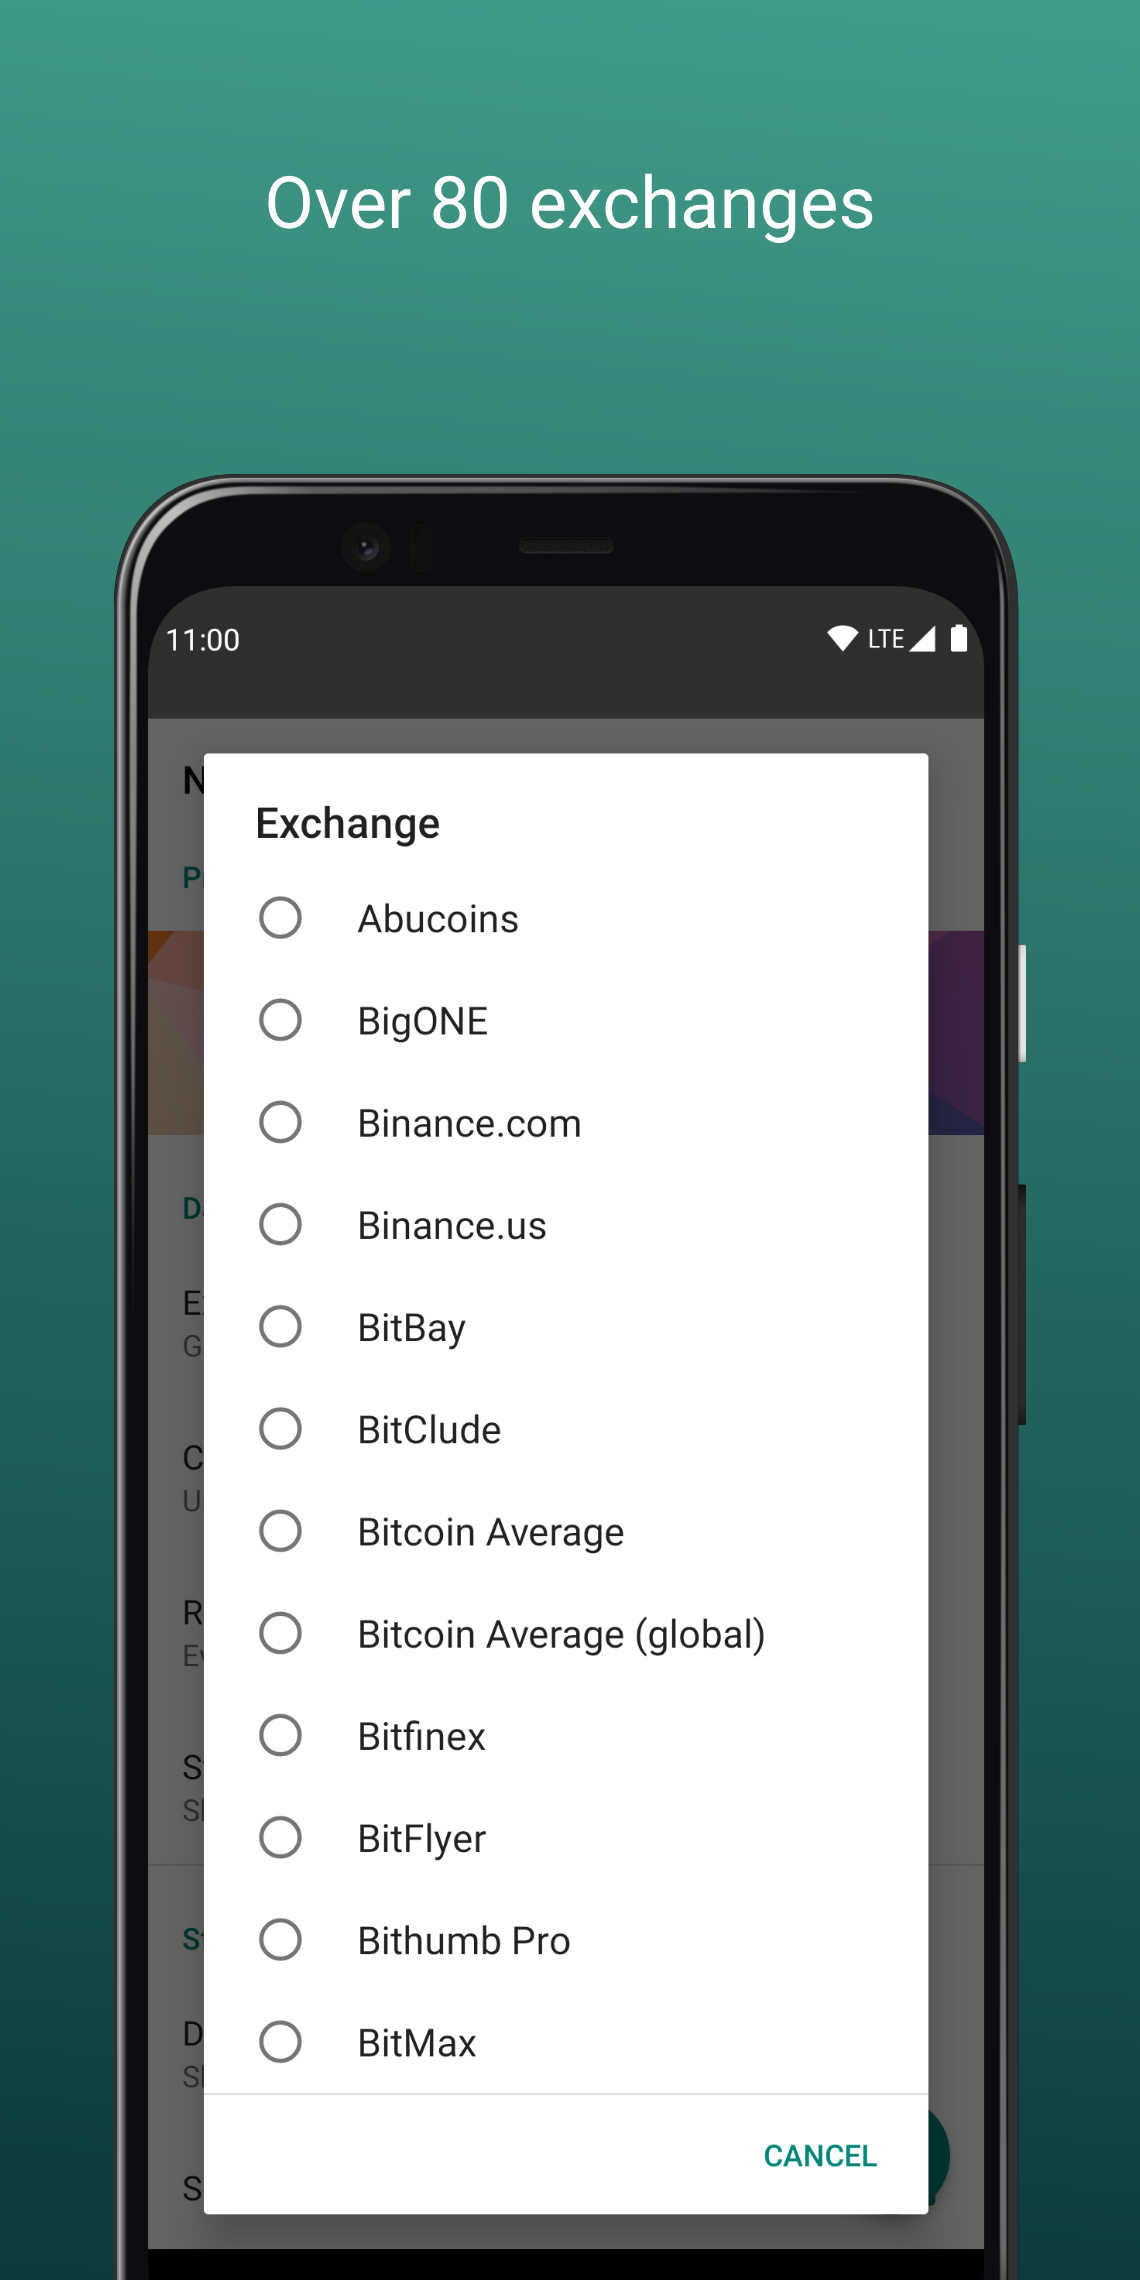 Over 80 exchanges
11:00
LTE
Exchange
Abucoins
BigONE
Binance.com
Binance.us
BitBay
BitClude
Bitcoin Average
Bitcoin Average (global)
Bitfinex
BitFlyer
Bithumb Pro
BitMax
CANCEL